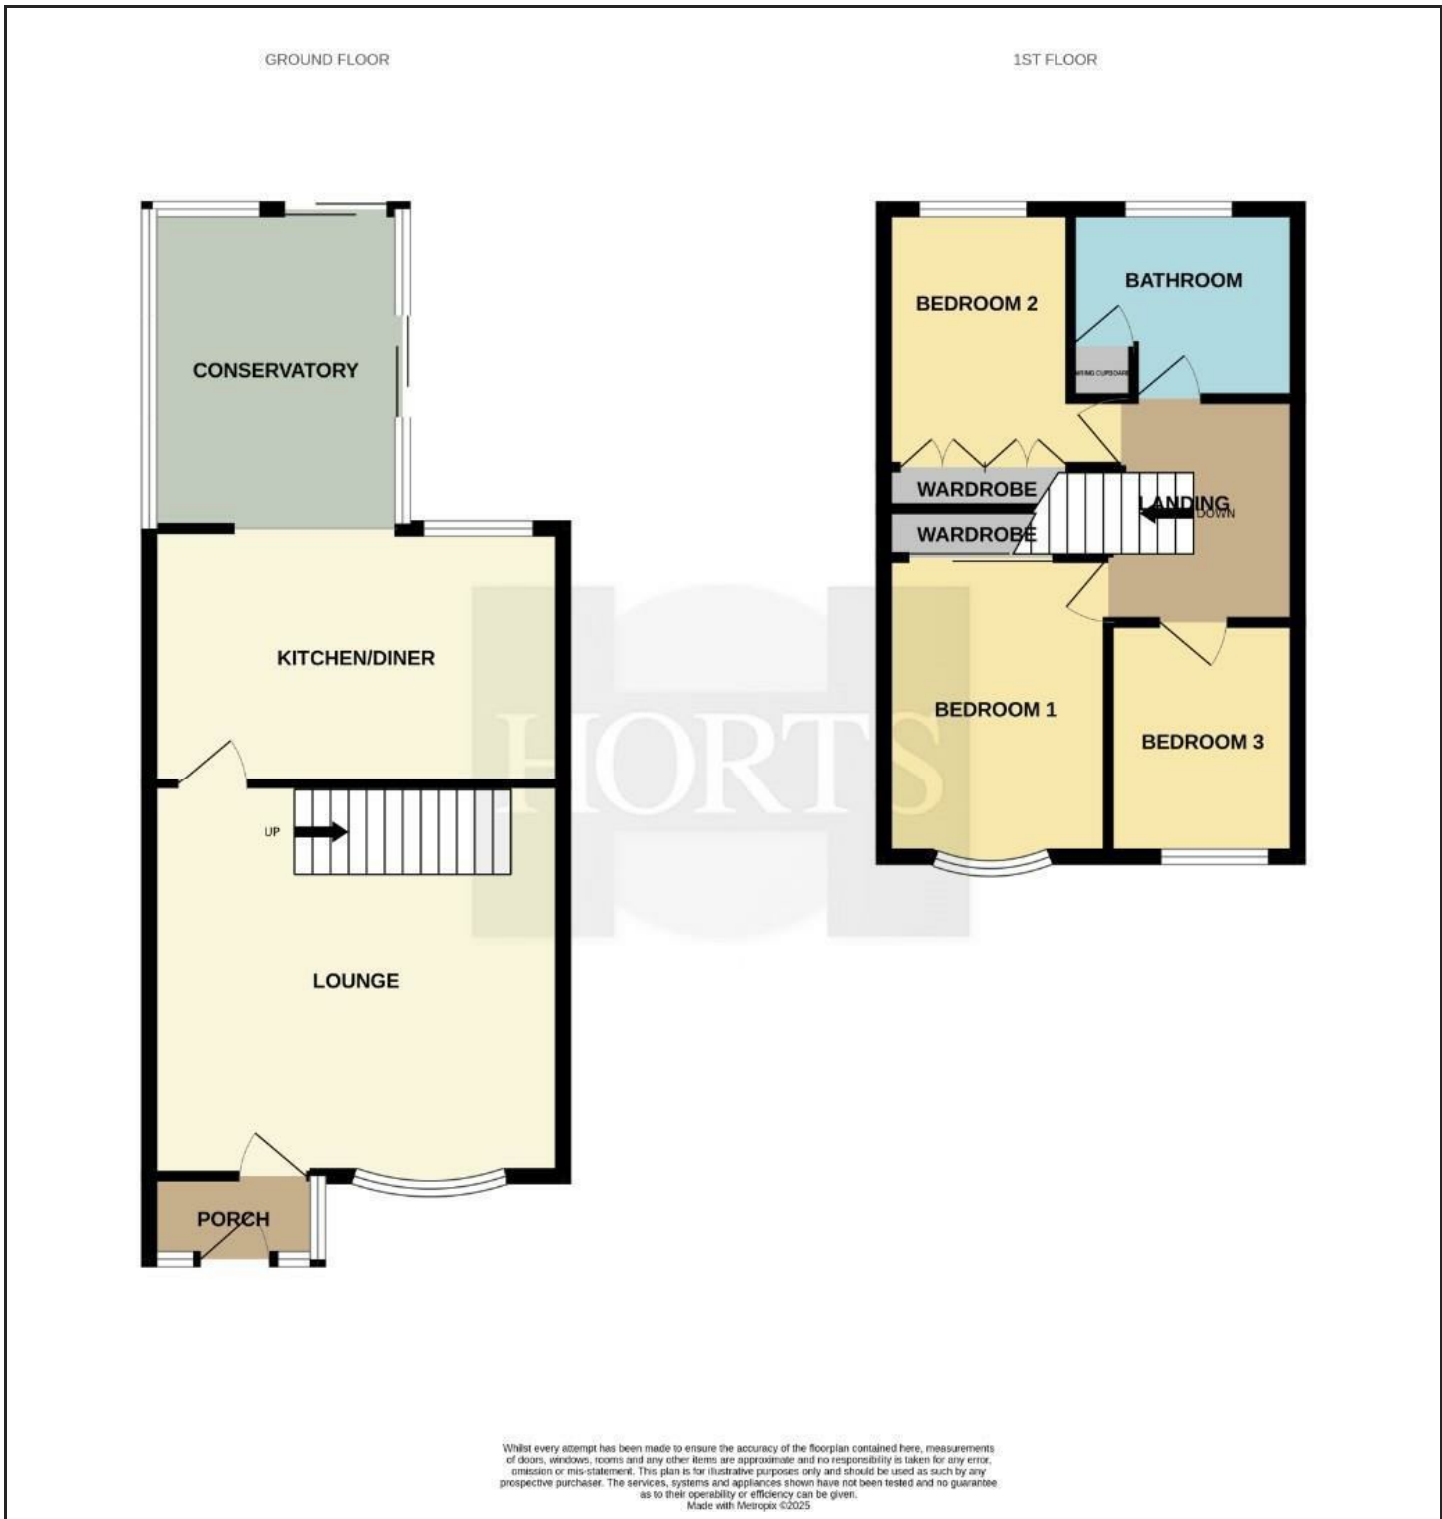 GROUND FLOOR
1ST FLOOR
CONSERVATORY
KITCHEN/DINER
UP
LOUNGE
PORCH
BEDROOM 2
BATHROOM
AIRING CUPBOARD
WARDROBE
WARDROBE
LANDING
DOWN
BEDROOM 1
BEDROOM 3
HORTS
Whilst every attempt has been made to ensure the accuracy of the floorplan contained here, measurements
of doors, windows, rooms and any other items are approximate and no responsibility is taken for any error,
omission or mis-statement. This plan is for illustrative purposes only and should be used as such by any
prospective purchaser. The services, systems and appliances shown have not been tested and no guarantee
as to their operability or efficiency can be given.
Made with Metropix ©2025